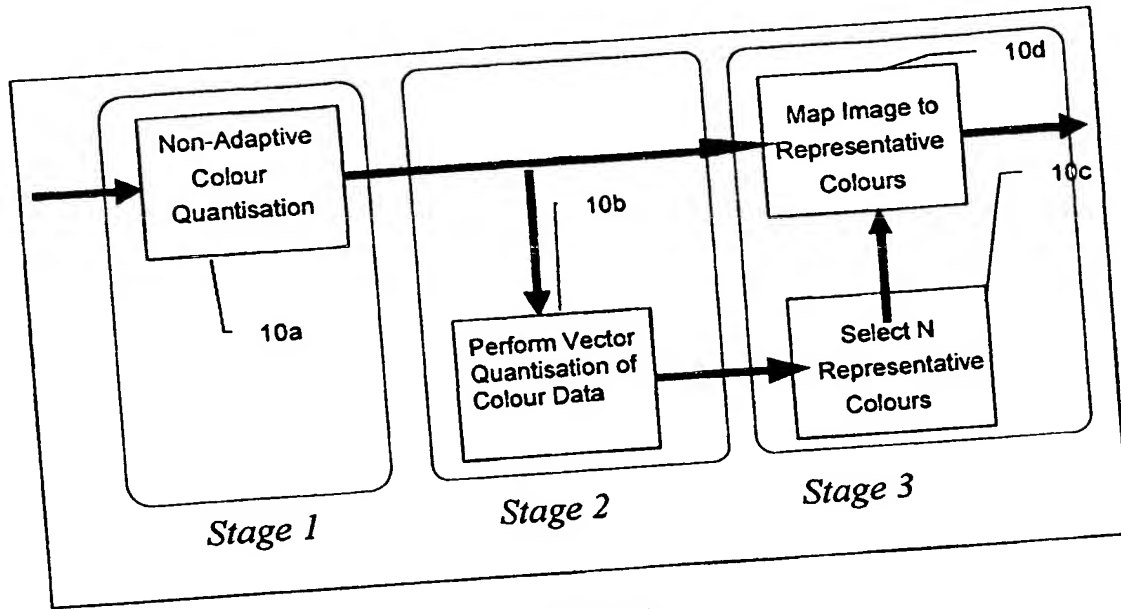 10d
Non-Adaptive
Colour
Quantisation
Map Image to
Representative
Colours
10b
10c
10a
Perform Vector
Quantisation of
Colour Data
Select N
Representative
Colours
Stage 1
Stage 2
Stage 3